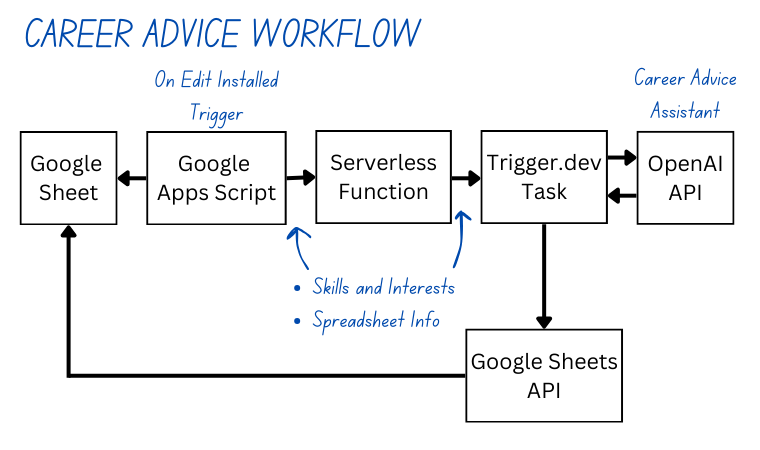 CAREER ADVICE WORKFLOW
On Edit Installed
Trigger
Career Advice
Assistant
Google
Sheet
Google
Apps Script
Serverless
Function
Trigger.dev
Task
OpenAI
API
• Skills and Interests
• Spreadsheet Info
Google Sheets
API